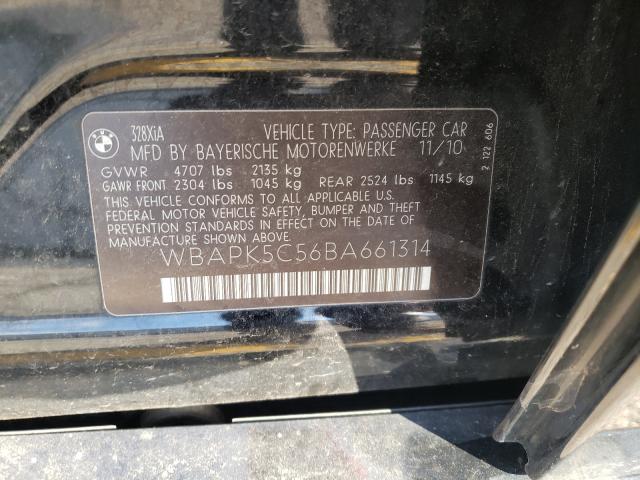 BMW
328XiA VEHICLE TYPE: PASSENGER CAR
MFD BY BAYERISCHE MOTORENWERKE 11/10
GVWR 4707 lbs 2135 kg
GAWR FRONT 2304 lbs 1045 kg REAR 2524 lbs 1145 kg
THIS VEHICLE CONFORMS TO ALL APPLICABLE U.S.
FEDERAL MOTOR VEHICLE SAFETY, BUMPER AND THEFT
PREVENTION STANDARDS IN EFFECT ON THE DATE OF
MANUFACTURE SHOWN ABOVE.
WBAPK5C56BA661314
2 122 606